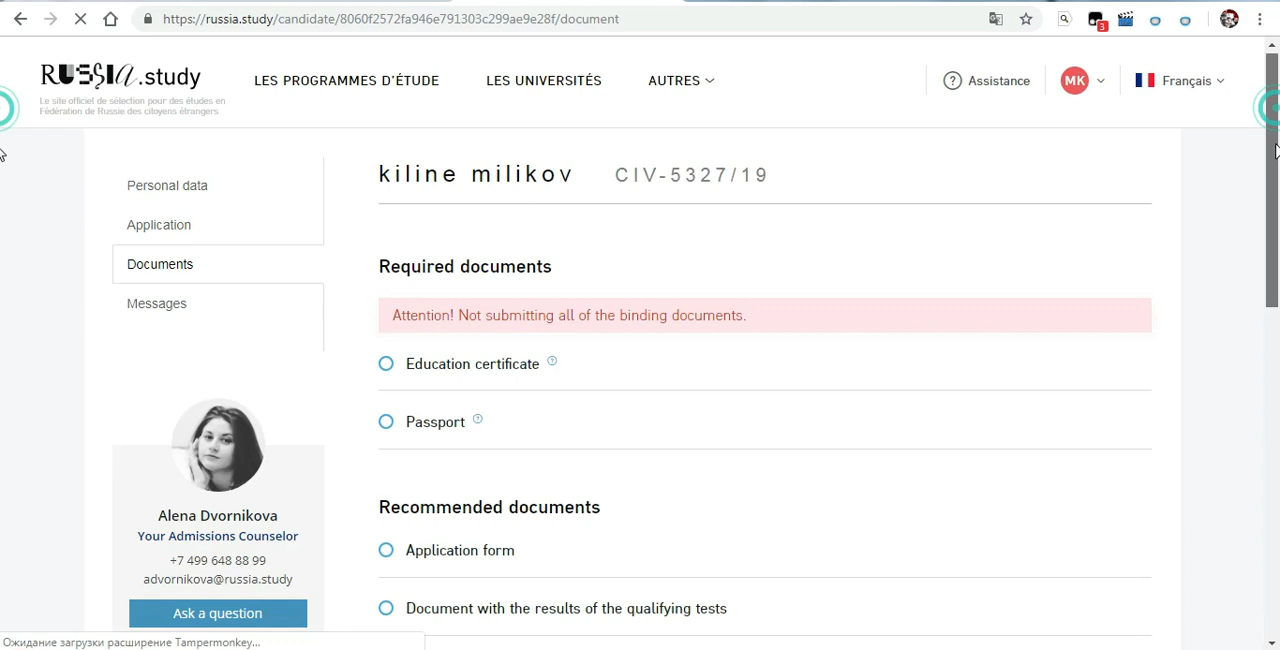 https://russia.study/candidate/8060f2572fa946e791303c299ae9e28f/document
3
RUSSIA.study
Le site officiel de sélection pour des études en
Fédération de Russie des citoyens étrangers
LES PROGRAMMES D'ÉTUDE
LES UNIVERSITÉS
AUTRES
? Assistance
MK
Français
kiline milikov CIV-5327/19
Personal data
Application
Documents
Messages
Required documents
Attention! Not submitting all of the binding documents.
Education certificate ?
Passport ?
Recommended documents
Application form
Document with the results of the qualifying tests
Alena Dvornikova
Your Admissions Counselor
+7 499 648 88 99
advornikova@russia.study
Ask a question
Ожидание загрузки расширение Tampermonkey...